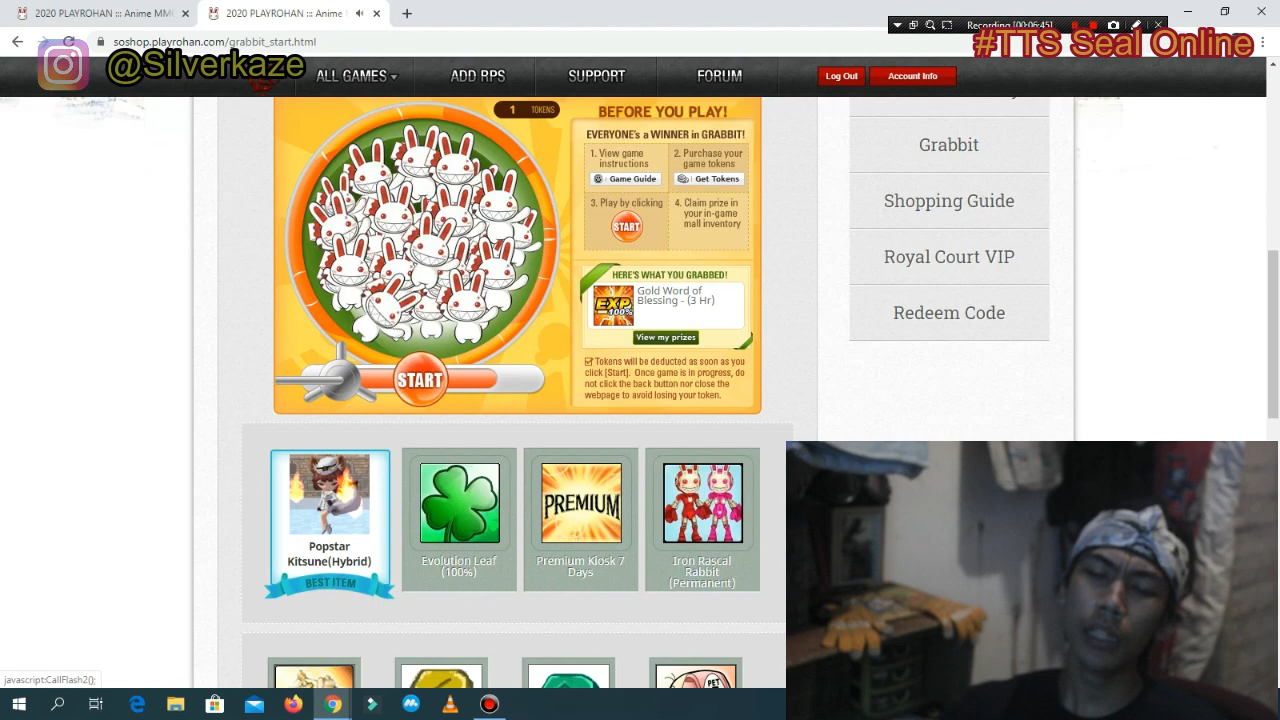 2020 PLAYROHAN :: Anime MM
2020 PLAYROHAN :: Anime M
Recording [00:06:45]
soshop.playrohan.com/grabbit_start.html
#TTS Seal Online
@Silverkaze
ALL GAMES
ADD RPS
SUPPORT
FORUM
Log Out
Account Info
1 TOKENS
BEFORE YOU PLAY!
EVERYONE's a WINNER in GRABBIT!
1. View game
instructions
Game Guide
2. Purchase your
game tokens
Get Tokens
3. Play by clicking
START
4. Claim prize in
your in-game
mall inventory
HERE'S WHAT YOU GRABBED!
EXP
100%
Gold Word of
Blessing - (3 Hr)
View my prizes
Tokens will be deducted as soon as you
click [Start]. Once game is in progress, do
not click the back button nor close the
webpage to avoid losing your token.
START
Grabbit
Shopping Guide
Royal Court VIP
Redeem Code
Popstar
Kitsune(Hybrid)
BEST ITEM
Evolution Leaf
(100%)
PREMIUM
Premium Kiosk 7
Days
Iron Rascal
Rabbit
(Permanent)
PET
javascript:CallFlash2();